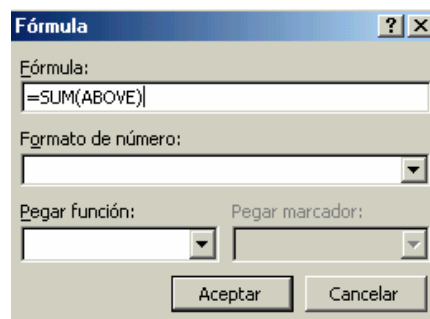 Fórmula
Fórmula:
=SUM(ABOVE)
Formato de número:
Pegar función: Pegar marcador:
Aceptar Cancelar